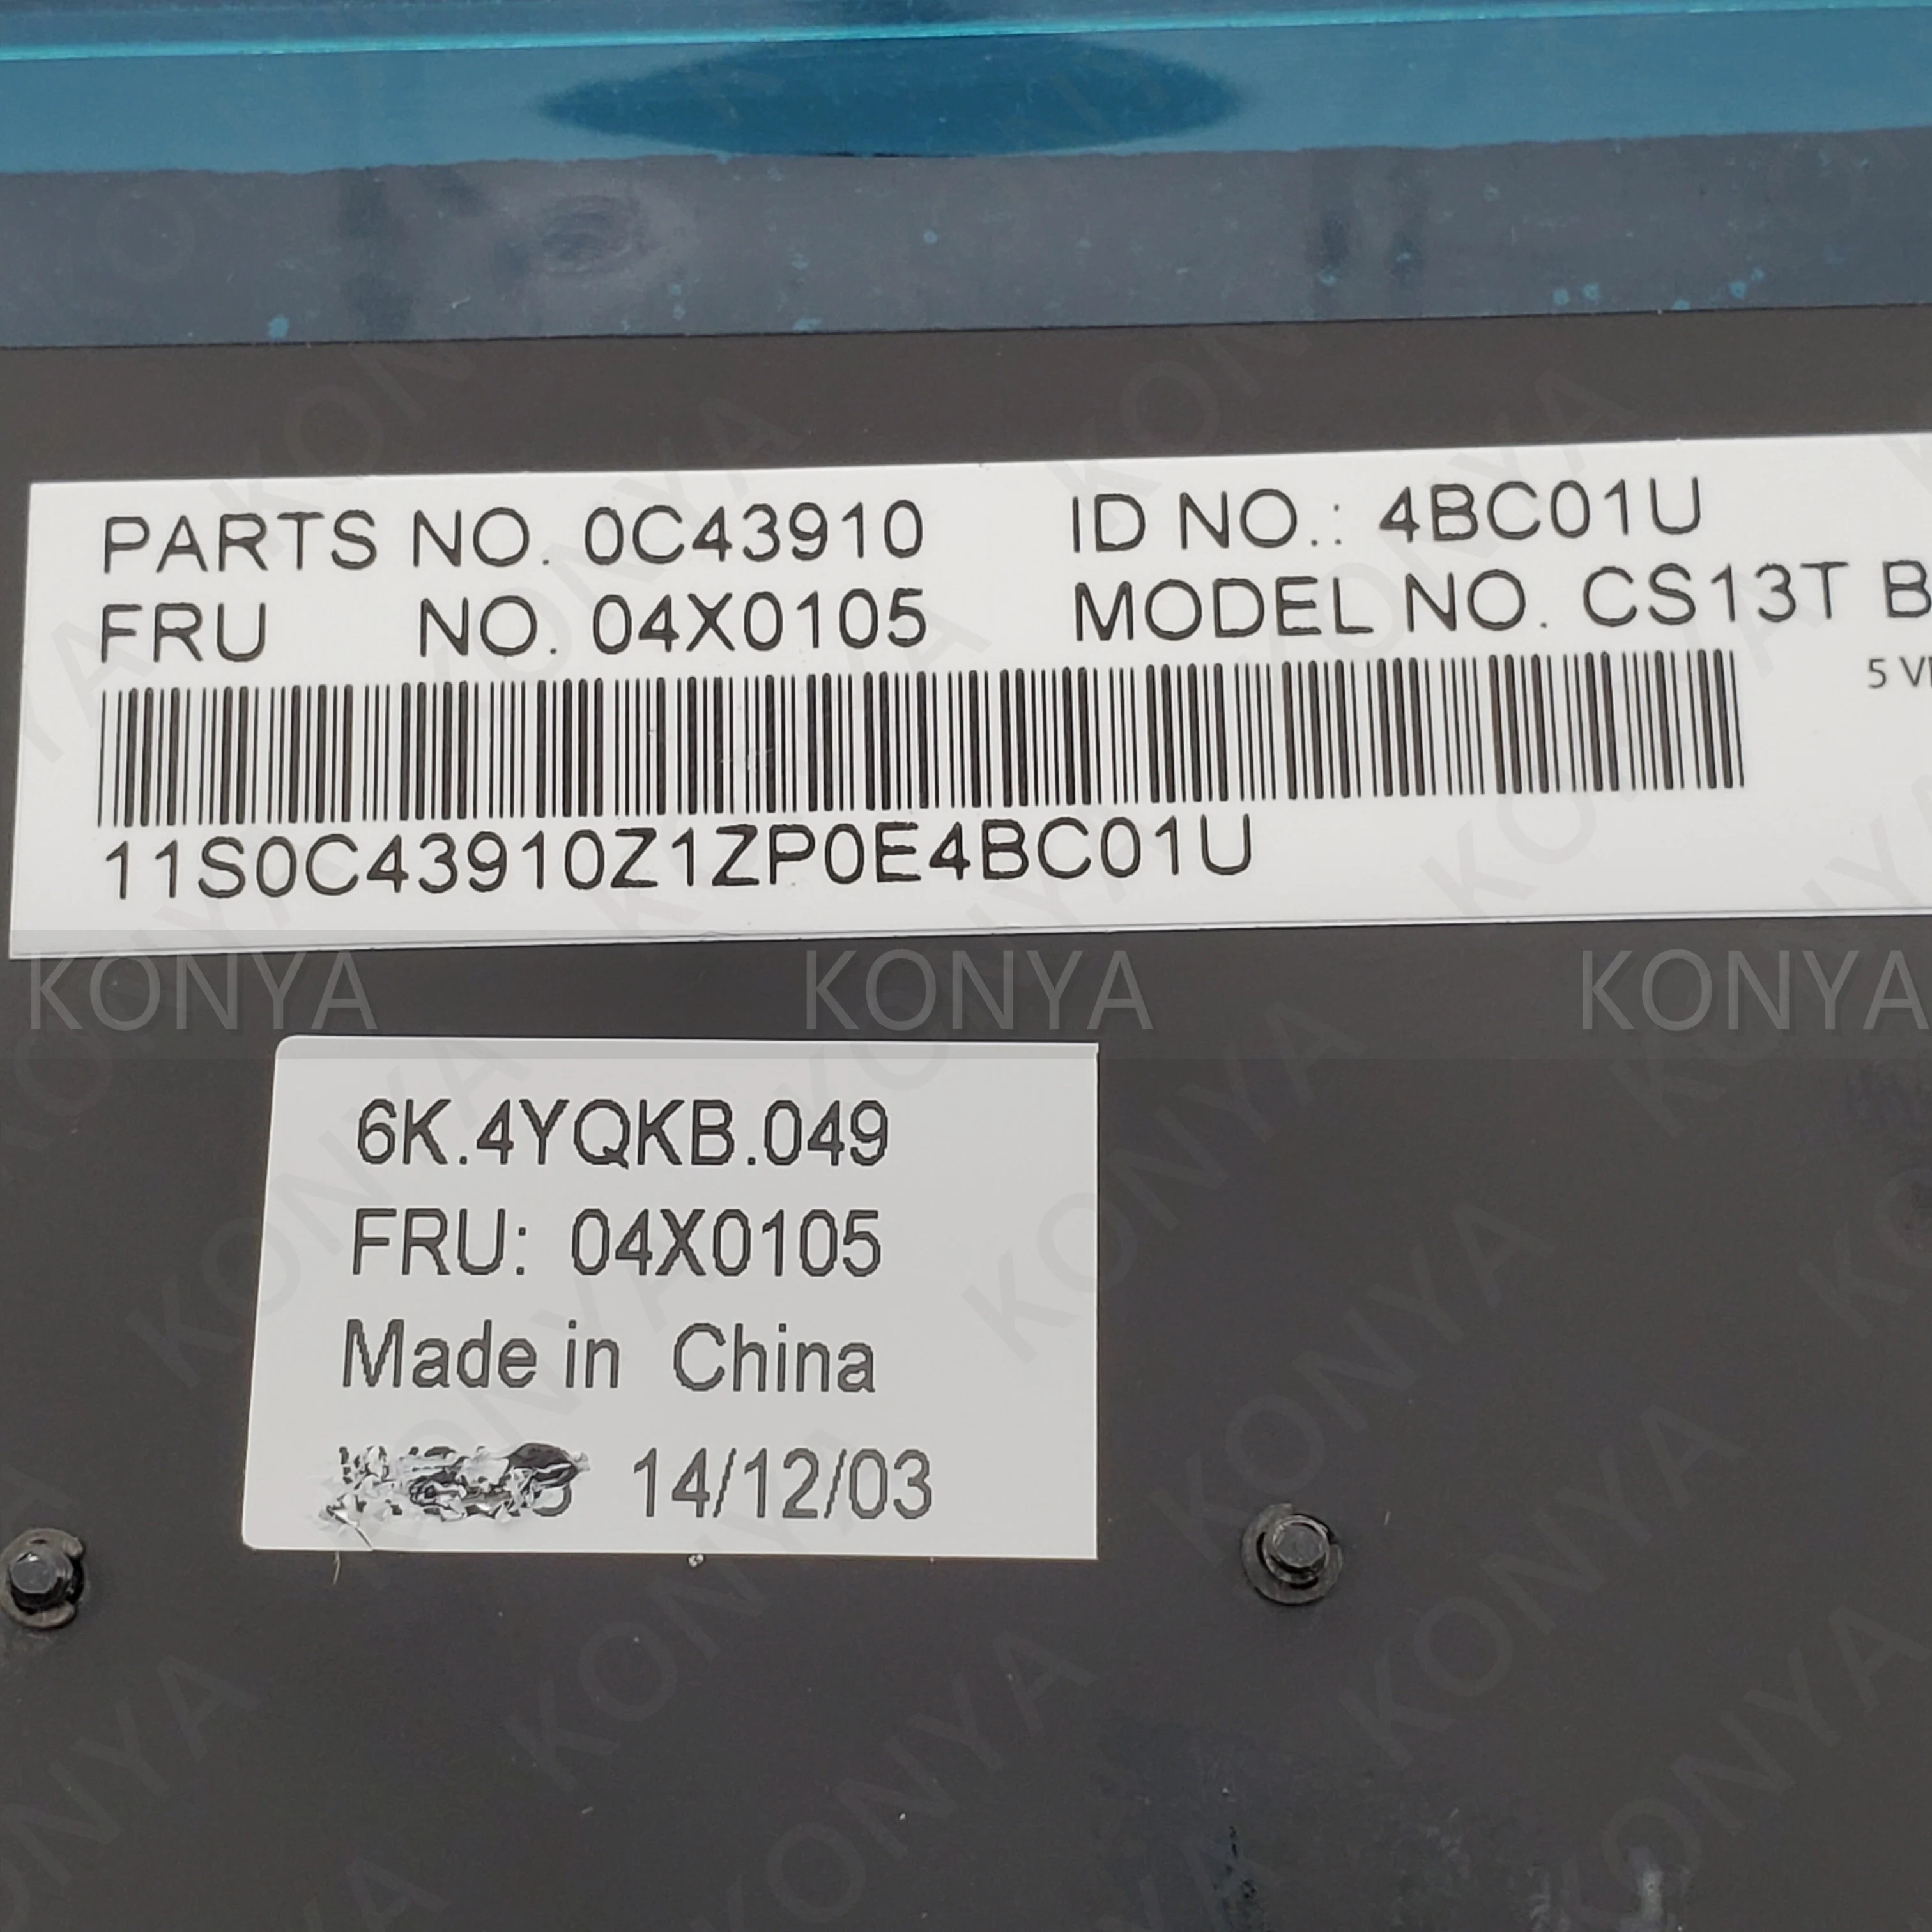 PARTS NO. 0C43910 ID NO.: 4BC01U
FRU NO. 04X0105 MODEL NO. CS13T B
5 V
11S0C43910Z1ZP0E4BC01U
KONYA KONYA KONYA
6K.4YQKB.049
FRU: 04X0105
Made in China
14/12/03